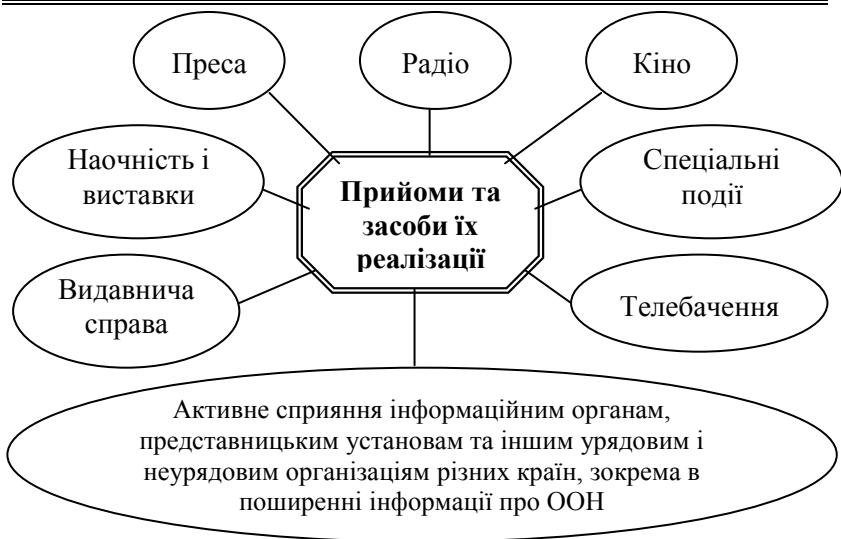 Преса
Радіо
Кіно
Наочність і
виставки
Прийоми та
засоби їх
реалізації
Спеціальні
події
Видавнича
справа
Телебачення
Активне сприяння інформаційним органам,
представницьким установам та іншим урядовим і
неурядовим організаціям різних країн, зокрема в
поширенні інформації про ООН